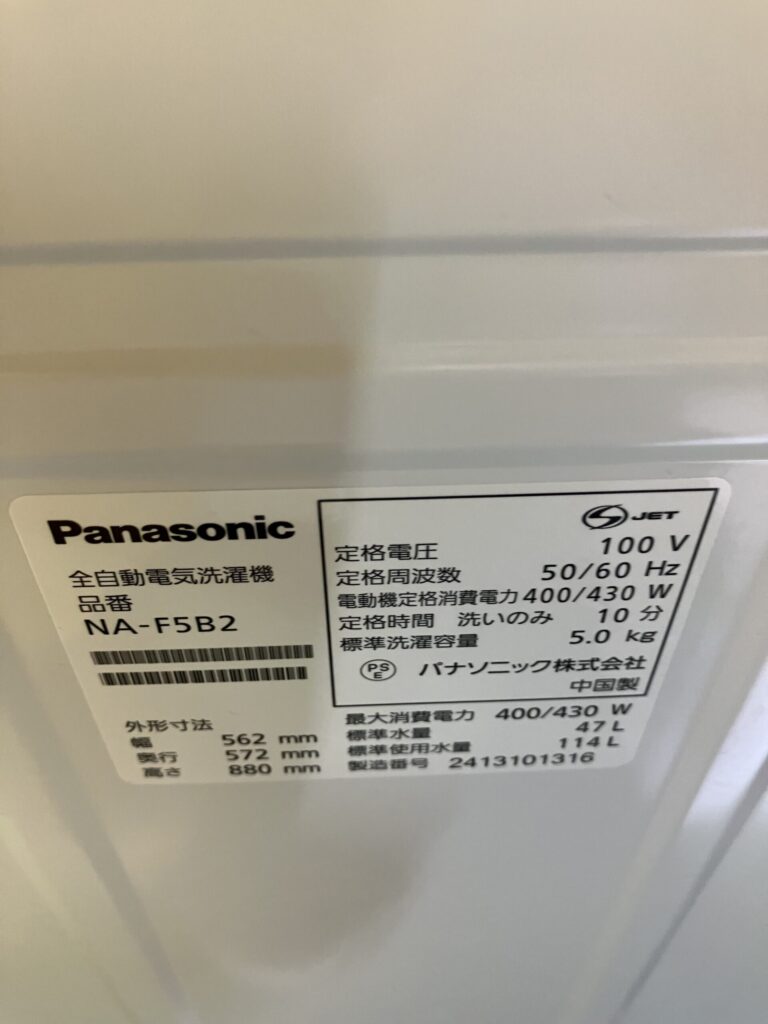 Panasonic
全自動電気洗濯機
品番
NA-F5B2
外形寸法
幅 562 mm
奥行 572 mm
高さ 880 mm
S JET
定格電圧 100 V
定格周波数 50/60 Hz
電動機定格消費電力 400/430 W
定格時間 洗いのみ 10 分
標準洗濯容量 5.0 kg
PS E パナソニック株式会社
中国製
最大消費電力 400/430 W
標準水量 47 L
標準使用水量 114 L
製造番号 2413101316